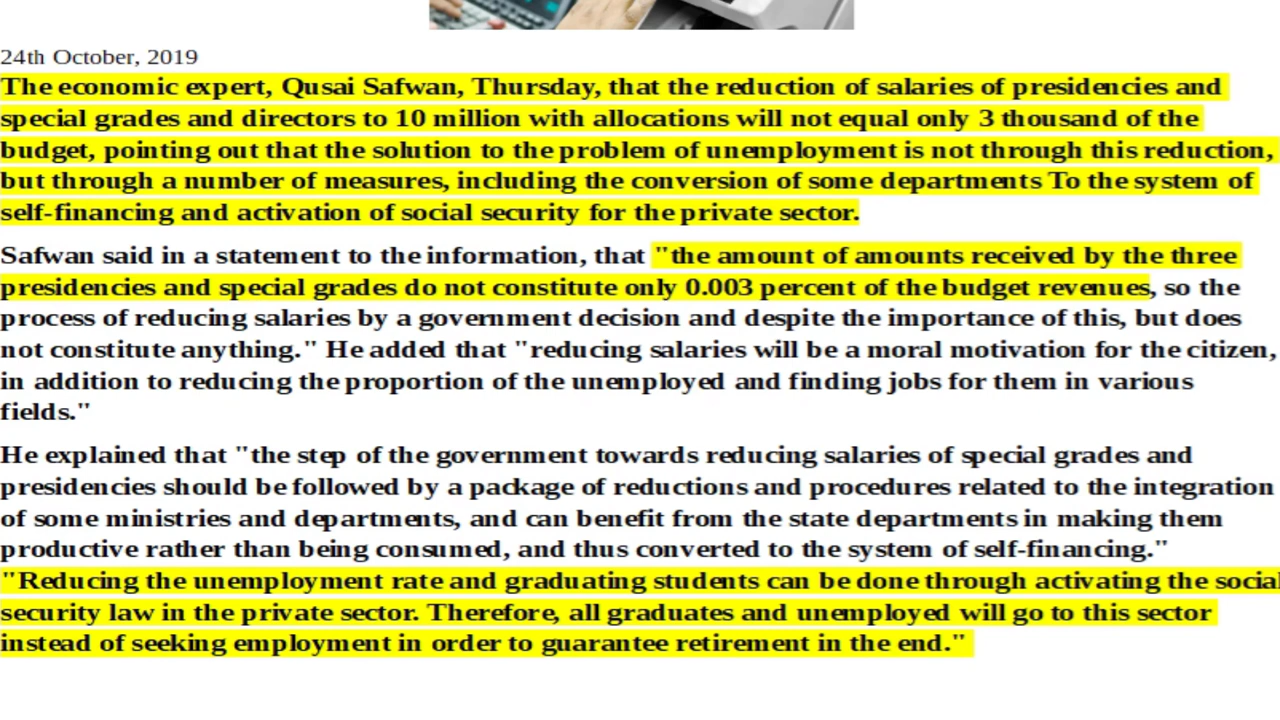 24th October, 2019
The economic expert, Qusai Safwan, Thursday, that the reduction of salaries of presidencies and
special grades and directors to 10 million with allocations will not equal only 3 thousand of the
budget, pointing out that the solution to the problem of unemployment is not through this reduction,
but through a number of measures, including the conversion of some departments To the system of
self-financing and activation of social security for the private sector.
Safwan said in a statement to the information, that "the amount of amounts received by the three
presidencies and special grades do not constitute only 0.003 percent of the budget revenues, so the
process of reducing salaries by a government decision and despite the importance of this, but does
not constitute anything." He added that "reducing salaries will be a moral motivation for the citizen,
in addition to reducing the proportion of the unemployed and finding jobs for them in various
fields."
He explained that "the step of the government towards reducing salaries of special grades and
presidencies should be followed by a package of reductions and procedures related to the integration
of some ministries and departments, and can benefit from the state departments in making them
productive rather than being consumed, and thus converted to the system of self-financing."
"Reducing the unemployment rate and graduating students can be done through activating the social
security law in the private sector. Therefore, all graduates and unemployed will go to this sector
instead of seeking employment in order to guarantee retirement in the end."